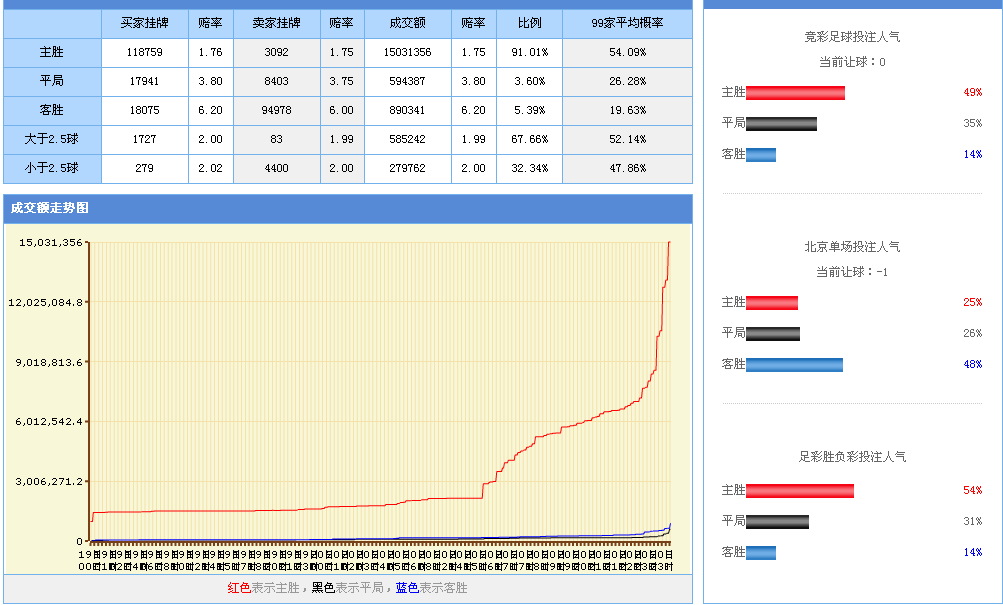 买家挂牌 赔率 卖家挂牌 赔率 成交额 赔率 比例 99家平均概率
主胜 118759 1.76 3092 1.75 15031356 1.75 91.01% 54.09%
平局 17941 3.80 8403 3.75 594387 3.80 3.60% 26.28%
客胜 18075 6.20 94978 6.00 890341 6.20 5.39% 19.63%
大于2.5球 1727 2.00 83 1.99 585242 1.99 67.66% 52.14%
小于2.5球 279 2.02 4400 2.00 279762 2.00 32.34% 47.86%
成交额走势图
15,031,356
12,025,084.8
9,018,813.6
6,012,542.4
3,006,271.2
0
红色表示主胜，黑色表示平局，蓝色表示客胜
竞彩足球投注人气
当前让球：0
主胜 49%
平局 35%
客胜 14%
北京单场投注人气
当前让球：-1
主胜 25%
平局 26%
客胜 48%
足彩胜负彩投注人气
主胜 54%
平局 31%
客胜 14%